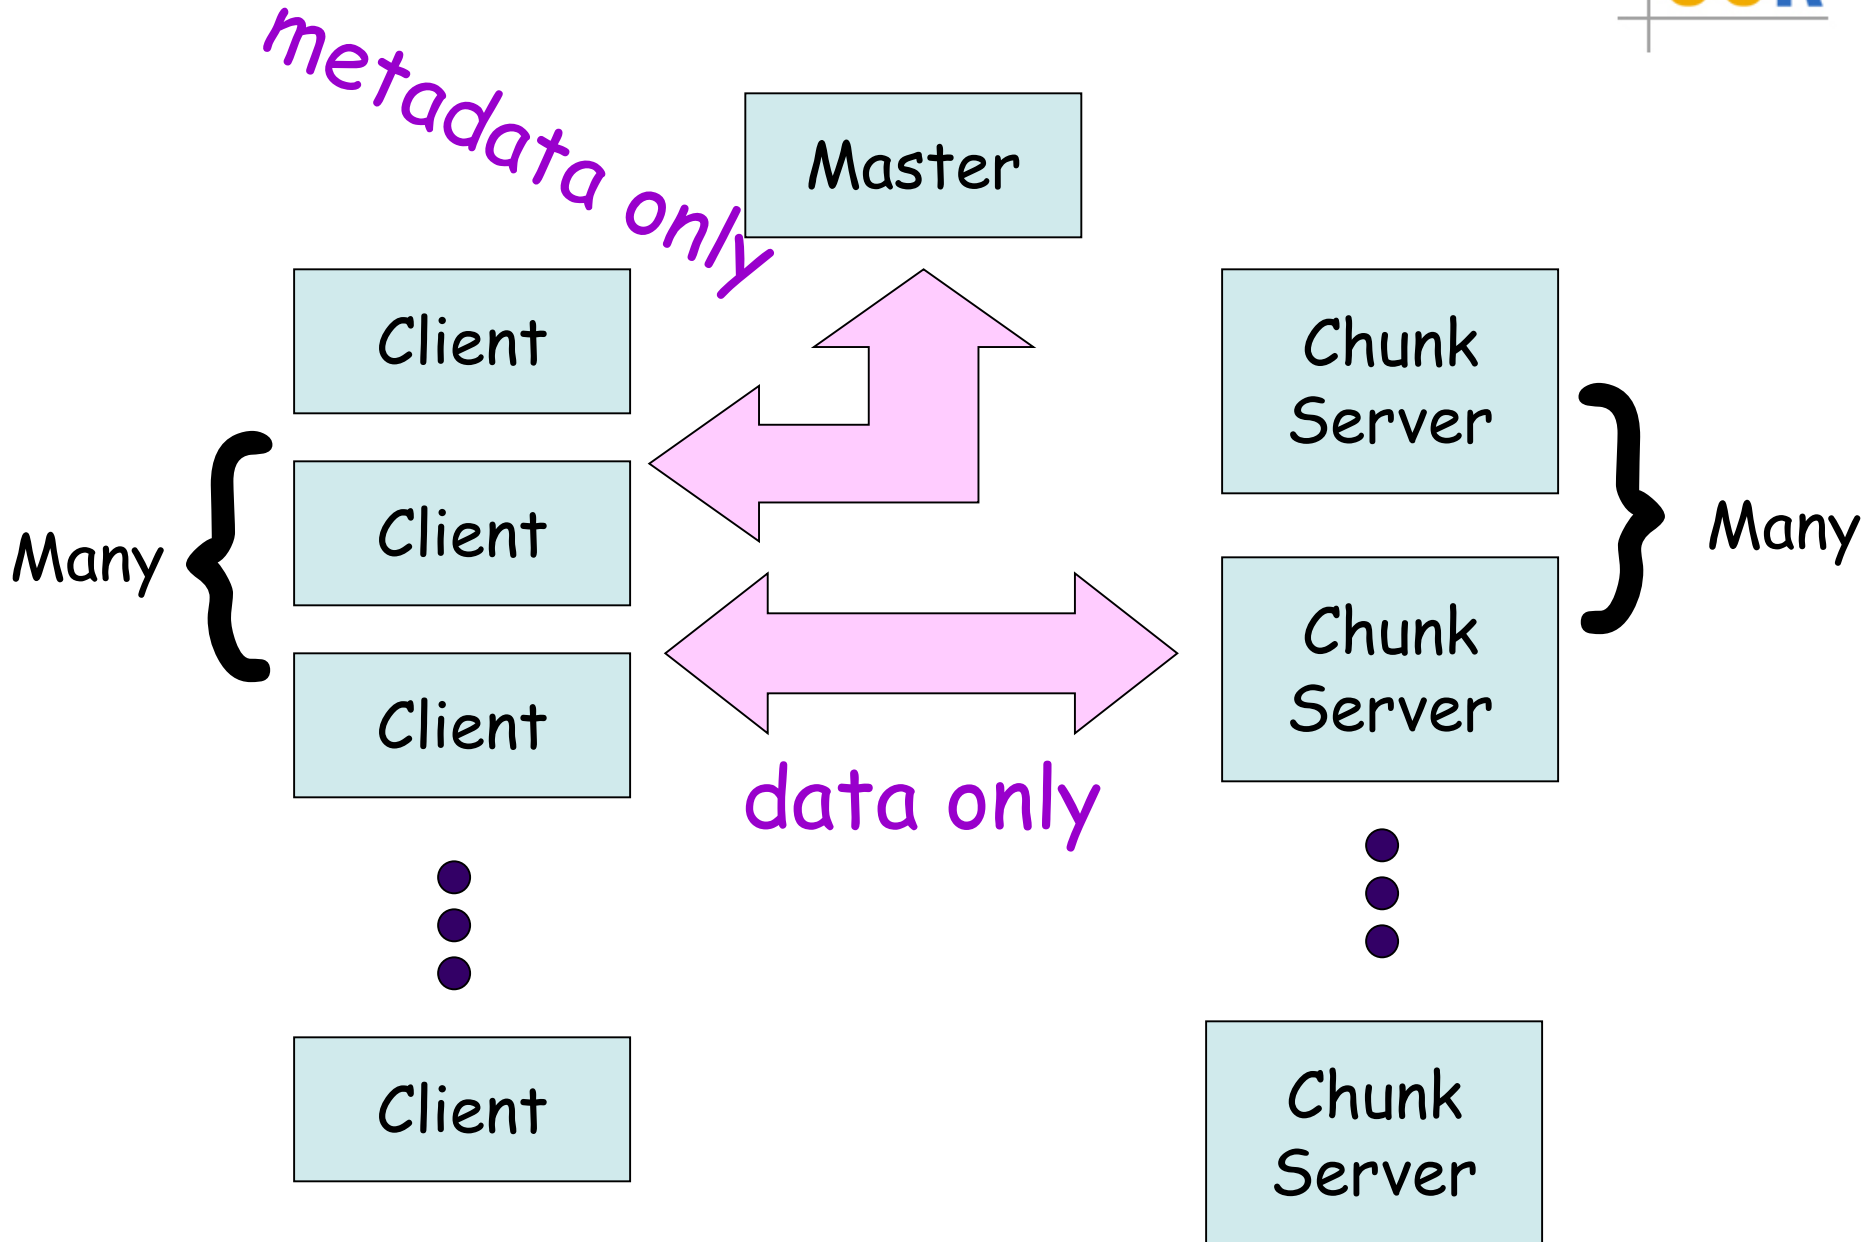 metadata only
Master
Client
Client
Client
Client
Many
data only
Chunk
Server
Chunk
Server
Chunk
Server
Many